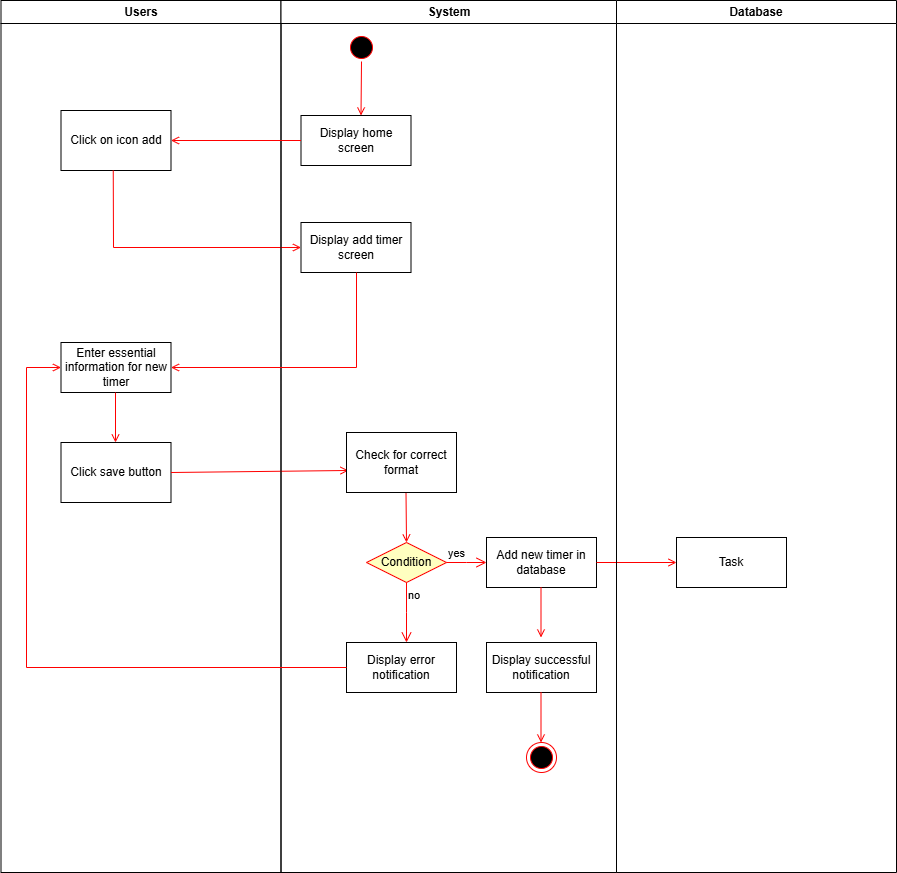 Users
System
Database
Display home
screen
Click on icon add
Display add timer
screen
Enter essential
information for new
timer
Click save button
Check for correct
format
Condition
yes
no
Add new timer in
database
Task
Display error
notification
Display successful
notification